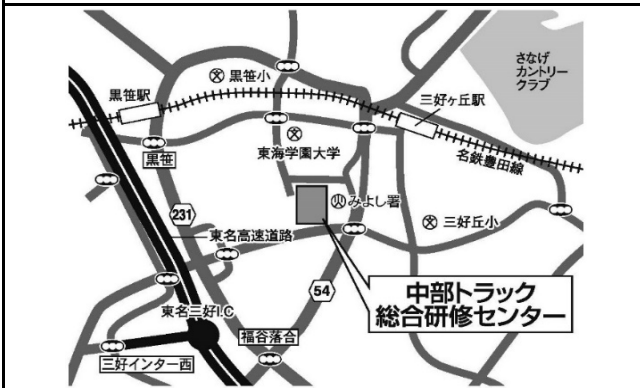 さなげ
カントリー
クラブ
黒笹小
黒笹駅
三好ヶ丘駅
東海学園大学
黒笹
名鉄豊田線
みよし署
231
三好丘小
東名高速道路
54
中部トラック
総合研修センター
東名三好I.C
福谷落合
三好インター西